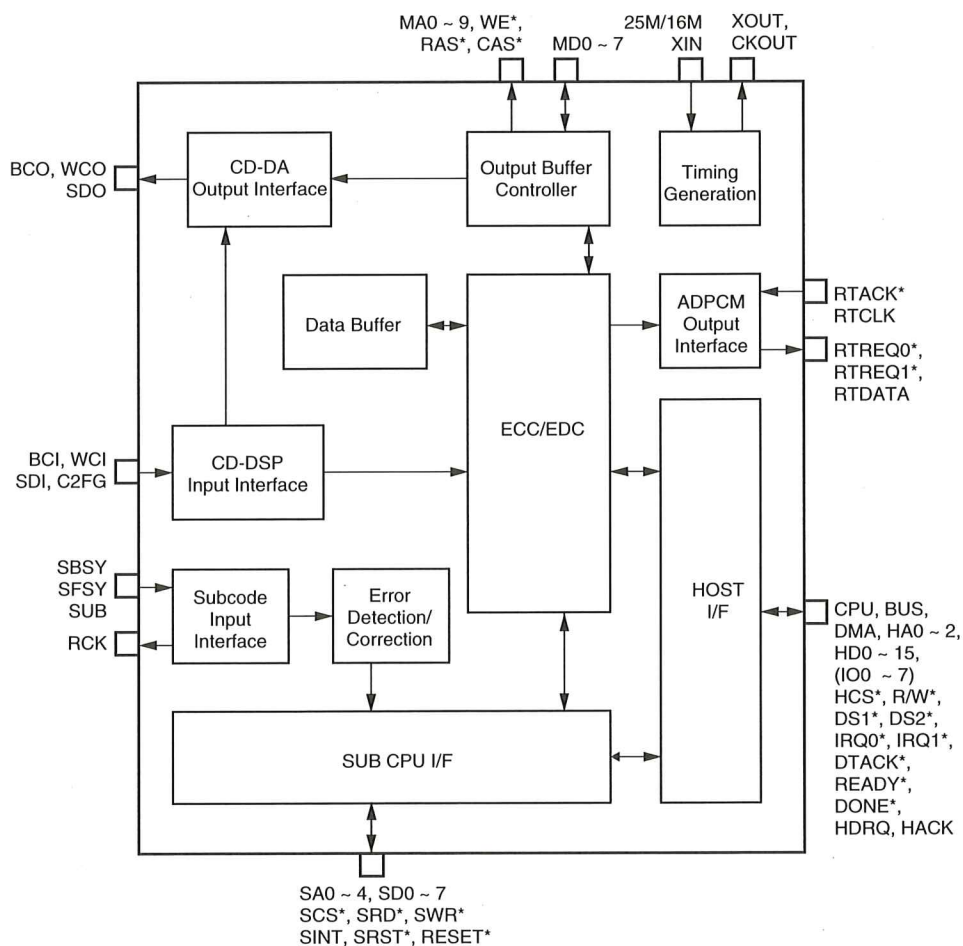 MA0 ~ 9, WE*,
RAS*, CAS*
MD0 ~ 7
25M/16M
XIN
XOUT,
CKOUT
BCO, WCO
SDO
CD-DA
Output Interface
Output Buffer
Controller
Timing
Generation
Data Buffer
ADPCM
Output
Interface
RTACK*
RTCLK
RTREQ0*,
RTREQ1*,
RTDATA
ECC/EDC
BCI, WCI
SDI, C2FG
CD-DSP
Input Interface
SBSY
SFSY
SUB
RCK
Subcode
Input
Interface
Error
Detection/
Correction
HOST
I/F
CPU, BUS,
DMA, HA0 ~ 2,
HD0 ~ 15,
(IO0 ~ 7)
HCS*, R/W*,
DS1*, DS2*,
IRQ0*, IRQ1*,
DTACK*,
READY*,
DONE*,
HDRQ, HACK
SUB CPU I/F
SA0 ~ 4, SD0 ~ 7
SCS*, SRD*, SWR*
SINT, SRST*, RESET*